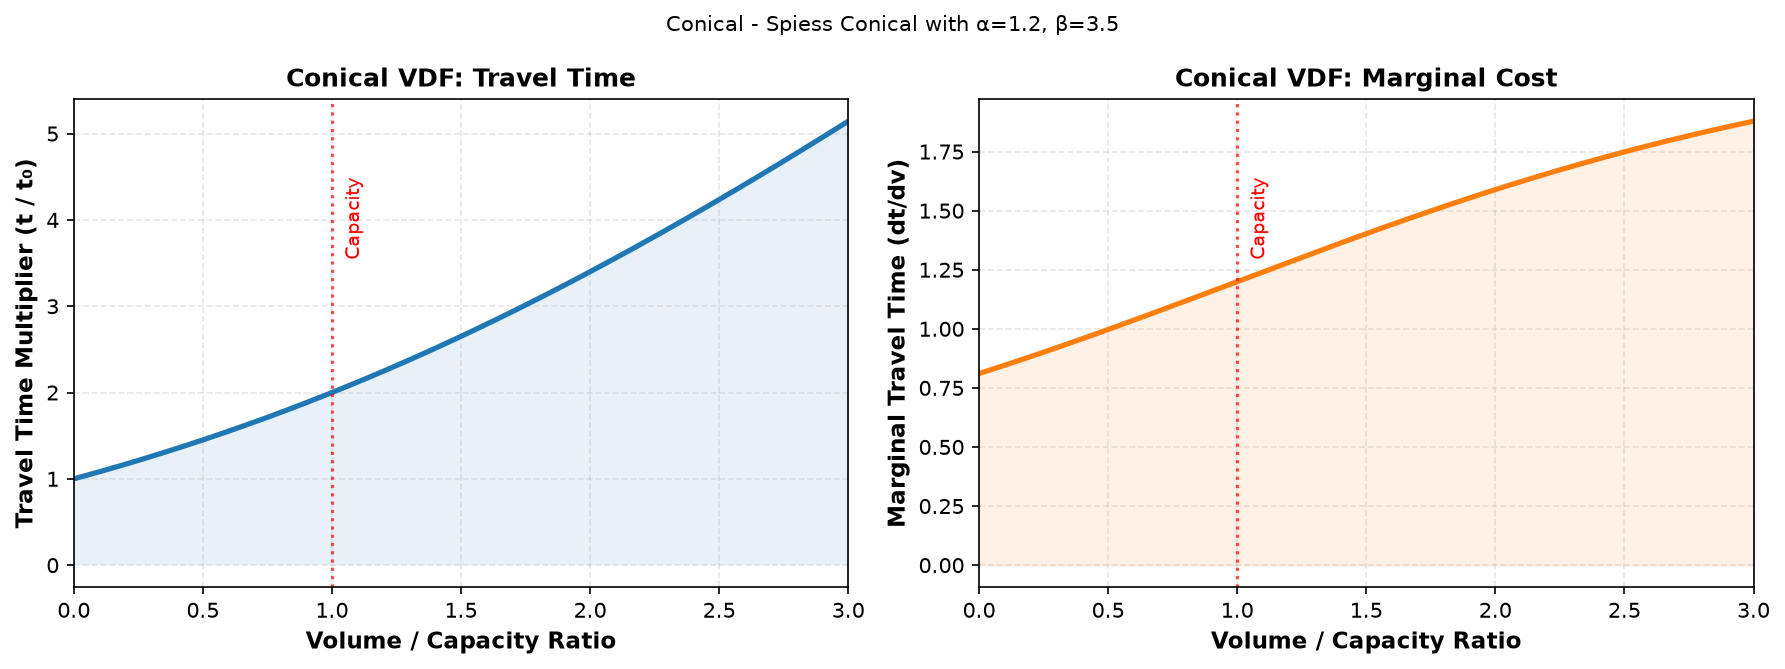 Conical - Spiess Conical with α=1.2, β=3.5
Conical VDF: Travel Time
Travel Time Multiplier (t / t₀)
5
4
3
2
1
0
Capacity
0.0 0.5 1.0 1.5 2.0 2.5 3.0
Volume / Capacity Ratio
Conical VDF: Marginal Cost
Marginal Travel Time (dt/dv)
1.75
1.50
1.25
1.00
0.75
0.50
0.25
0.00
Capacity
0.0 0.5 1.0 1.5 2.0 2.5 3.0
Volume / Capacity Ratio